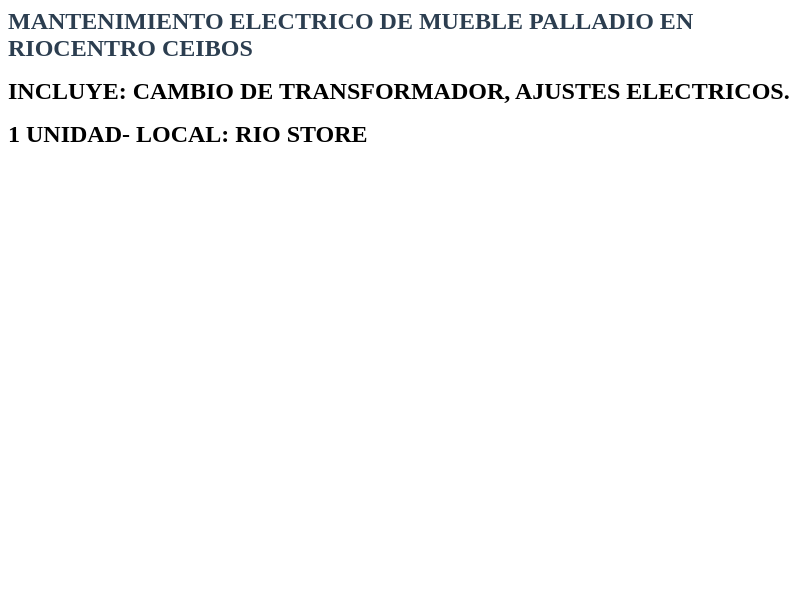 MANTENIMIENTO ELECTRICO DE MUEBLE PALLADIO EN
RIOCENTRO CEIBOS
INCLUYE: CAMBIO DE TRANSFORMADOR, AJUSTES ELECTRICOS.
1 UNIDAD- LOCAL: RIO STORE